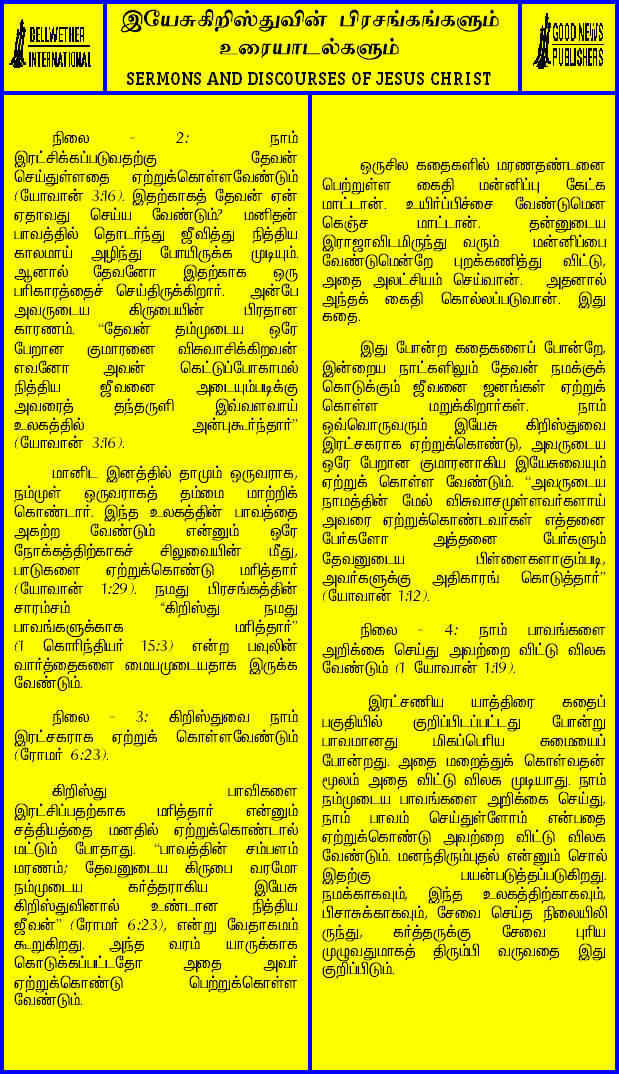 BELLWETHER
INTERNATIONAL
இயேசுகிறிஸ்துவின் பிரசங்கங்களும்
உரையாடல்களும்
SERMONS AND DISCOURSES OF JESUS CHRIST
GOOD NEWS
PUBLISHERS
நிலை - 2: நாம்
இரட்சிக்கப்படுவதற்கு தேவன்
செய்துள்ளதை ஏற்றுக்கொள்ளவேண்டும்
(யோவான் 3:16). இதற்காகத் தேவன் ஏன்
ஏதாவது செய்ய வேண்டும்? மனிதன்
பாவத்தில் தொடர்ந்து ஜீவித்து நித்திய
காலமாய் அழிந்து போயிருக்க முடியும்.
ஆனால் தேவனோ இதற்காக ஒரு
பரிகாரத்தைச் செய்திருக்கிறார். அன்பே
அவருடைய கிருபையின் பிரதான
காரணம். “தேவன் தம்முடைய ஒரே
பேறான குமாரனை விசுவாசிக்கிறவன்
எவனோ அவன் கெட்டுப்போகாமல்
நித்திய ஜீவனை அடையும்படிக்கு
அவரைத் தந்தருளி இவ்வளவாய்
உலகத்தில் அன்புகூர்ந்தார்”
(யோவான் 3:16).
மானிட இனத்தில் தாமும் ஒருவராக,
நம்முள் ஒருவராகத் தம்மை மாற்றிக்
கொண்டார். இந்த உலகத்தின் பாவத்தை
அகற்ற வேண்டும் என்னும் ஒரே
நோக்கத்திற்காகச் சிலுவையின் மீது,
பாடுகளை ஏற்றுக்கொண்டு மரித்தார்
(யோவான் 1:29). நமது பிரசங்கத்தின்
சாரம்சம் “கிறிஸ்து நமது
பாவங்களுக்காக மரித்தார்”
(1 கொரிந்தியர் 15:3) என்ற பவுலின்
வார்த்தைகளை மையமுடையதாக இருக்க
வேண்டும்.
நிலை - 3: கிறிஸ்துவை நாம்
இரட்சகராக ஏற்றுக் கொள்ளவேண்டும்
(ரோமர் 6:23).
கிறிஸ்து பாவிகளை
இரட்சிப்பதற்காக மரித்தார் என்னும்
சத்தியத்தை மனதில் ஏற்றுக்கொண்டால்
மட்டும் போதாது. “பாவத்தின் சம்பளம்
மரணம்; தேவனுடைய கிருபை வரமோ
நம்முடைய கர்த்தராகிய இயேசு
கிறிஸ்துவினால் உண்டான நித்திய
ஜீவன்” (ரோமர் 6:23), என்று வேதாகமம்
கூறுகிறது. அந்த வரம் யாருக்காக
கொடுக்கப்பட்டதோ அதை அவர்
ஏற்றுக்கொண்டு பெற்றுக்கொள்ள
வேண்டும்.
ஒருசில கதைகளில் மரணதண்டனை
பெற்றுள்ள கைதி மன்னிப்பு கேட்க
மாட்டான். உயிர்ப்பிச்சை வேண்டுமென
கெஞ்ச மாட்டான். தன்னுடைய
இராஜாவிடமிருந்து வரும் மன்னிப்பை
வேண்டுமென்றே புறக்கணித்து விட்டு,
அதை அலட்சியம் செய்வான். அதனால்
அந்தக் கைதி கொல்லப்படுவான். இது
கதை.
இது போன்ற கதைகளைப் போன்றே,
இன்றைய நாட்களிலும் தேவன் நமக்குக்
கொடுக்கும் ஜீவனை ஜனங்கள் ஏற்றுக்
கொள்ள மறுக்கிறார்கள். நாம்
ஒவ்வொருவரும் இயேசு கிறிஸ்துவை
இரட்சகராக ஏற்றுக்கொண்டு, அவருடைய
ஒரே பேறான குமாரனாகிய இயேசுவையும்
ஏற்றுக் கொள்ள வேண்டும். “அவருடைய
நாமத்தின் மேல் விசுவாசமுள்ளவர்களாய்
அவரை ஏற்றுக்கொண்டவர்கள் எத்தனை
பேர்களோ அத்தனை பேர்களும்
தேவனுடைய பிள்ளைகளாகும்படி,
அவர்களுக்கு அதிகாரங் கொடுத்தார்”
(யோவான் 1:12).
நிலை - 4: நாம் பாவங்களை
அறிக்கை செய்து அவற்றை விட்டு விலக
வேண்டும் (1 யோவான் 1:19).
இரட்சணிய யாத்திரை கதைப்
பகுதியில் குறிப்பிடப்பட்டது போன்று
பாவமானது மிகப்பெரிய சுமையைப்
போன்றது. அதை மறைத்துக் கொள்வதன்
மூலம் அதை விட்டு விலக முடியாது. நாம்
நம்முடைய பாவங்களை அறிக்கை செய்து,
நாம் பாவம் செய்துள்ளோம் என்பதை
ஏற்றுக்கொண்டு அவற்றை விட்டு விலக
வேண்டும். மனந்திரும்புதல் என்னும் சொல்
இதற்கு பயன்படுத்தப்படுகிறது.
நமக்காகவும், இந்த உலகத்திற்காகவும்,
பிசாசுக்காகவும், சேவை செய்த நிலையிலி
ருந்து, கர்த்தருக்கு சேவை புரிய
முழுவதுமாகத் திரும்பி வருவதை இது
குறிப்பிடும்.